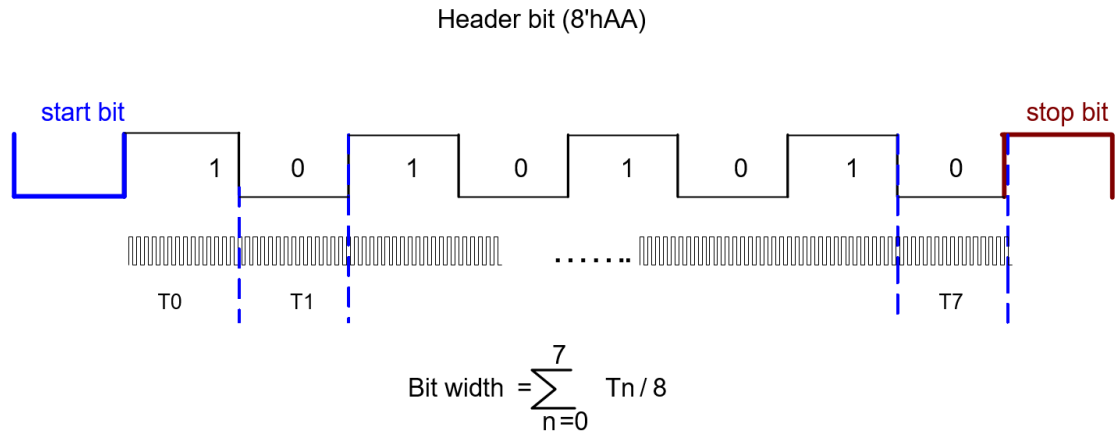 Header bit (8'hAA)
start bit
stop bit
1 0 1 0 1 0 1 0
.......
T0 T1 T7
7
Bit width = ∑ Tn / 8
n=0